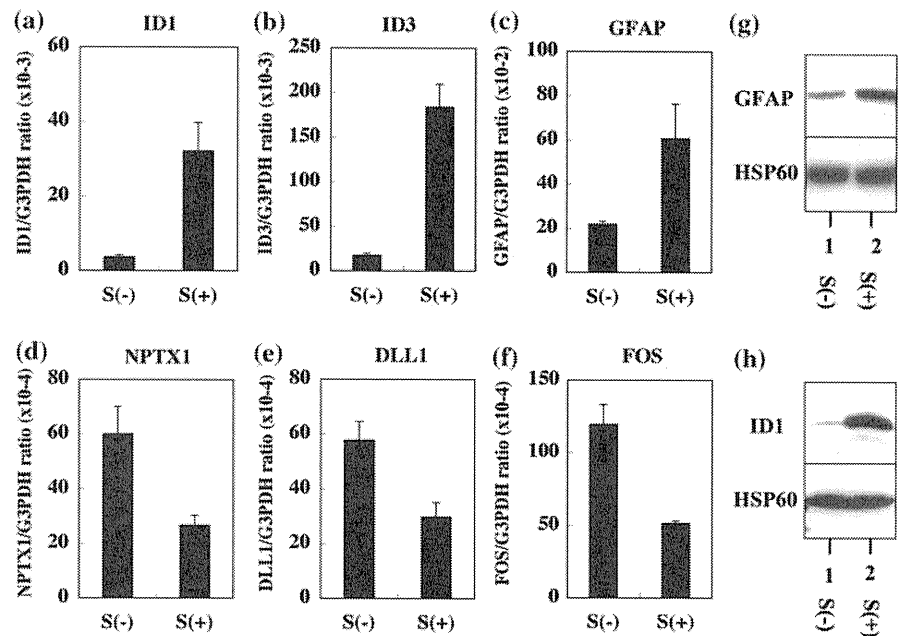 (a) ID1
ID1/G3PDH ratio (x10-3)
60
40
20
0
S(-) S(+)
(b) ID3
ID3/G3PDH ratio (x10-3)
250
200
150
100
50
0
S(-) S(+)
(c) GFAP
GFAP/G3PDH ratio (x10-2)
100
80
60
40
20
0
S(-) S(+)
(g)
GFAP
HSP60
1 2
S(-) S(+)
(d) NPTX1
NPTX1/G3PDH ratio (x10-4)
80
60
40
20
0
S(-) S(+)
(e) DLL1
DLL1/G3PDH ratio (x10-4)
80
60
40
20
0
S(-) S(+)
(f) FOS
FOS/G3PDH ratio (x10-4)
150
100
50
0
S(-) S(+)
(h)
ID1
HSP60
1 2
S(-) S(+)